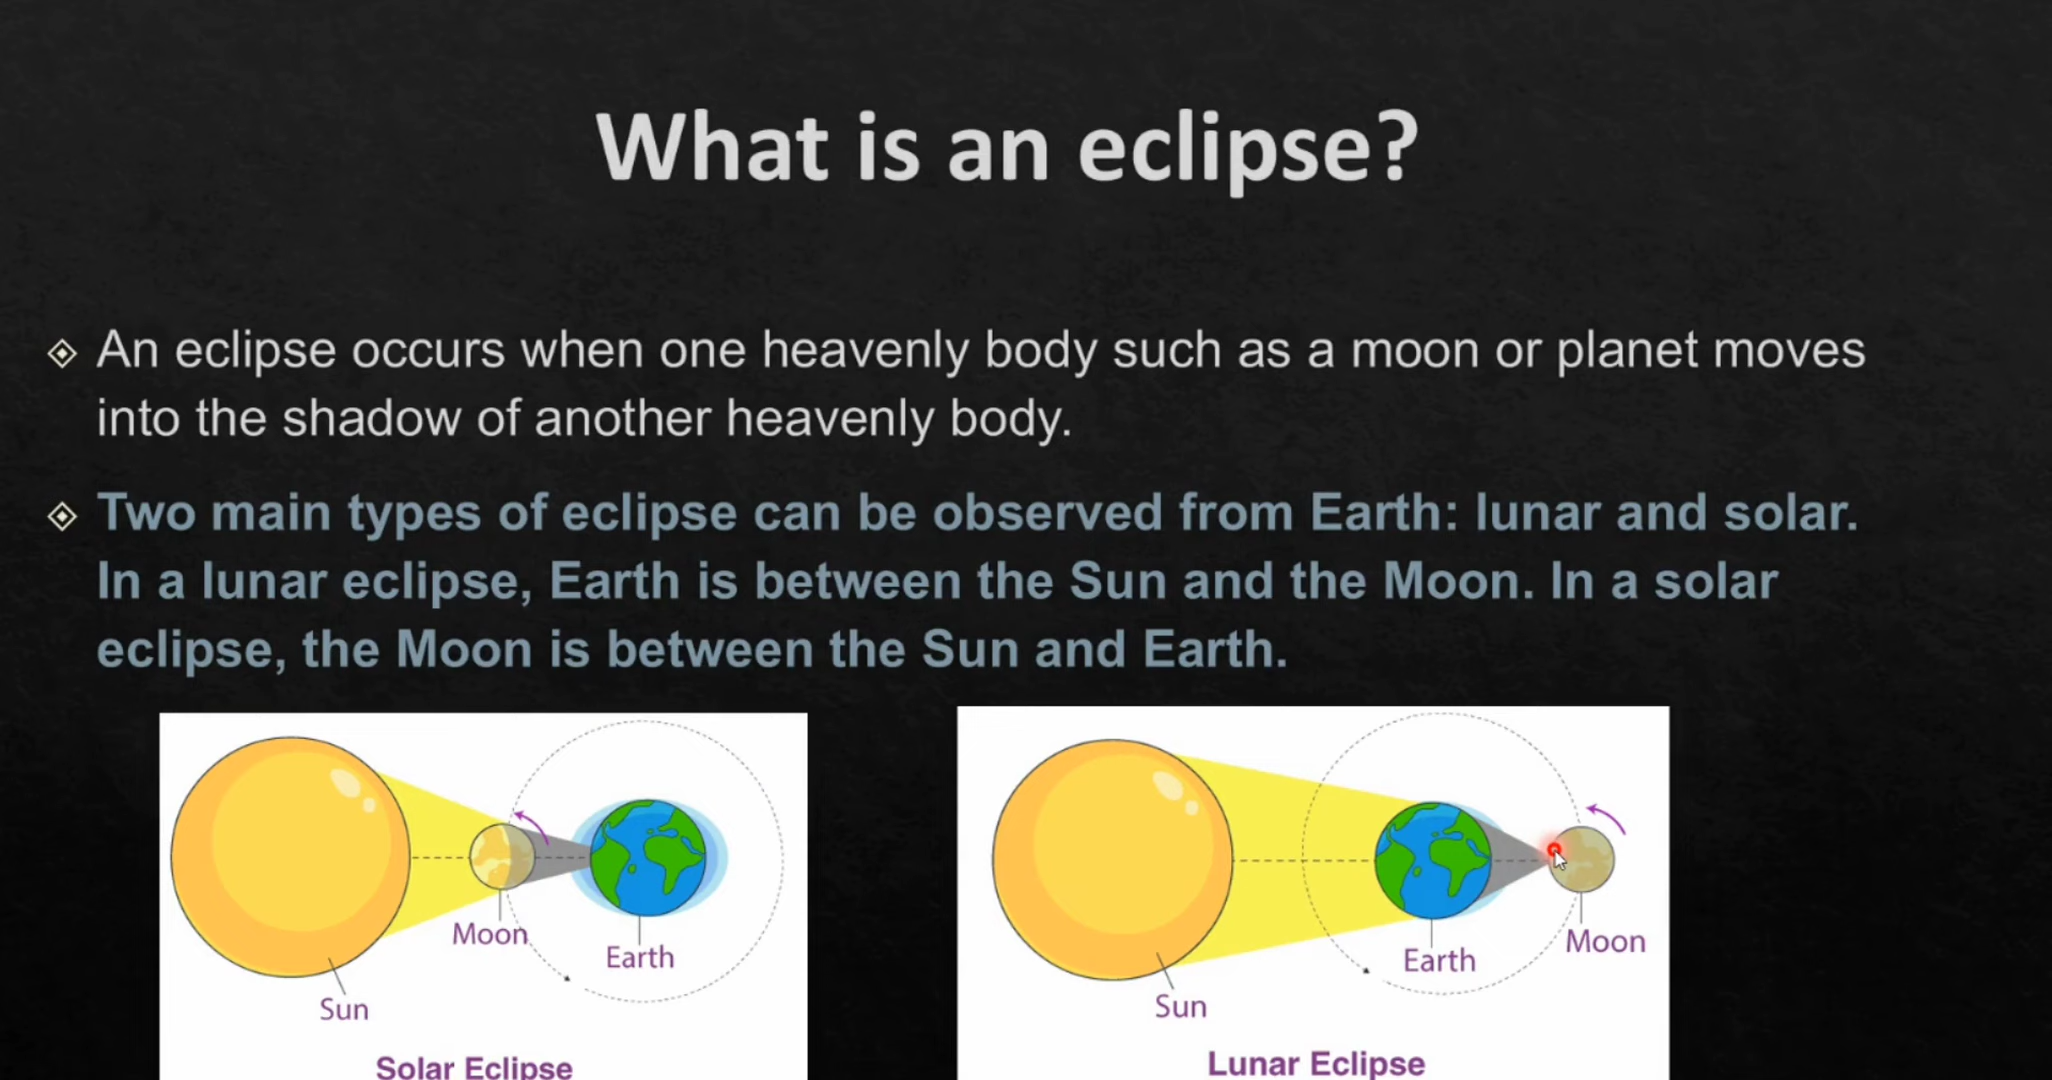 What is an eclipse?
An eclipse occurs when one heavenly body such as a moon or planet moves
into the shadow of another heavenly body.
Two main types of eclipse can be observed from Earth: lunar and solar.
In a lunar eclipse, Earth is between the Sun and the Moon. In a solar
eclipse, the Moon is between the Sun and Earth.
Moon
Earth
Sun
Solar Eclipse
Moon
Earth
Sun
Lunar Eclipse